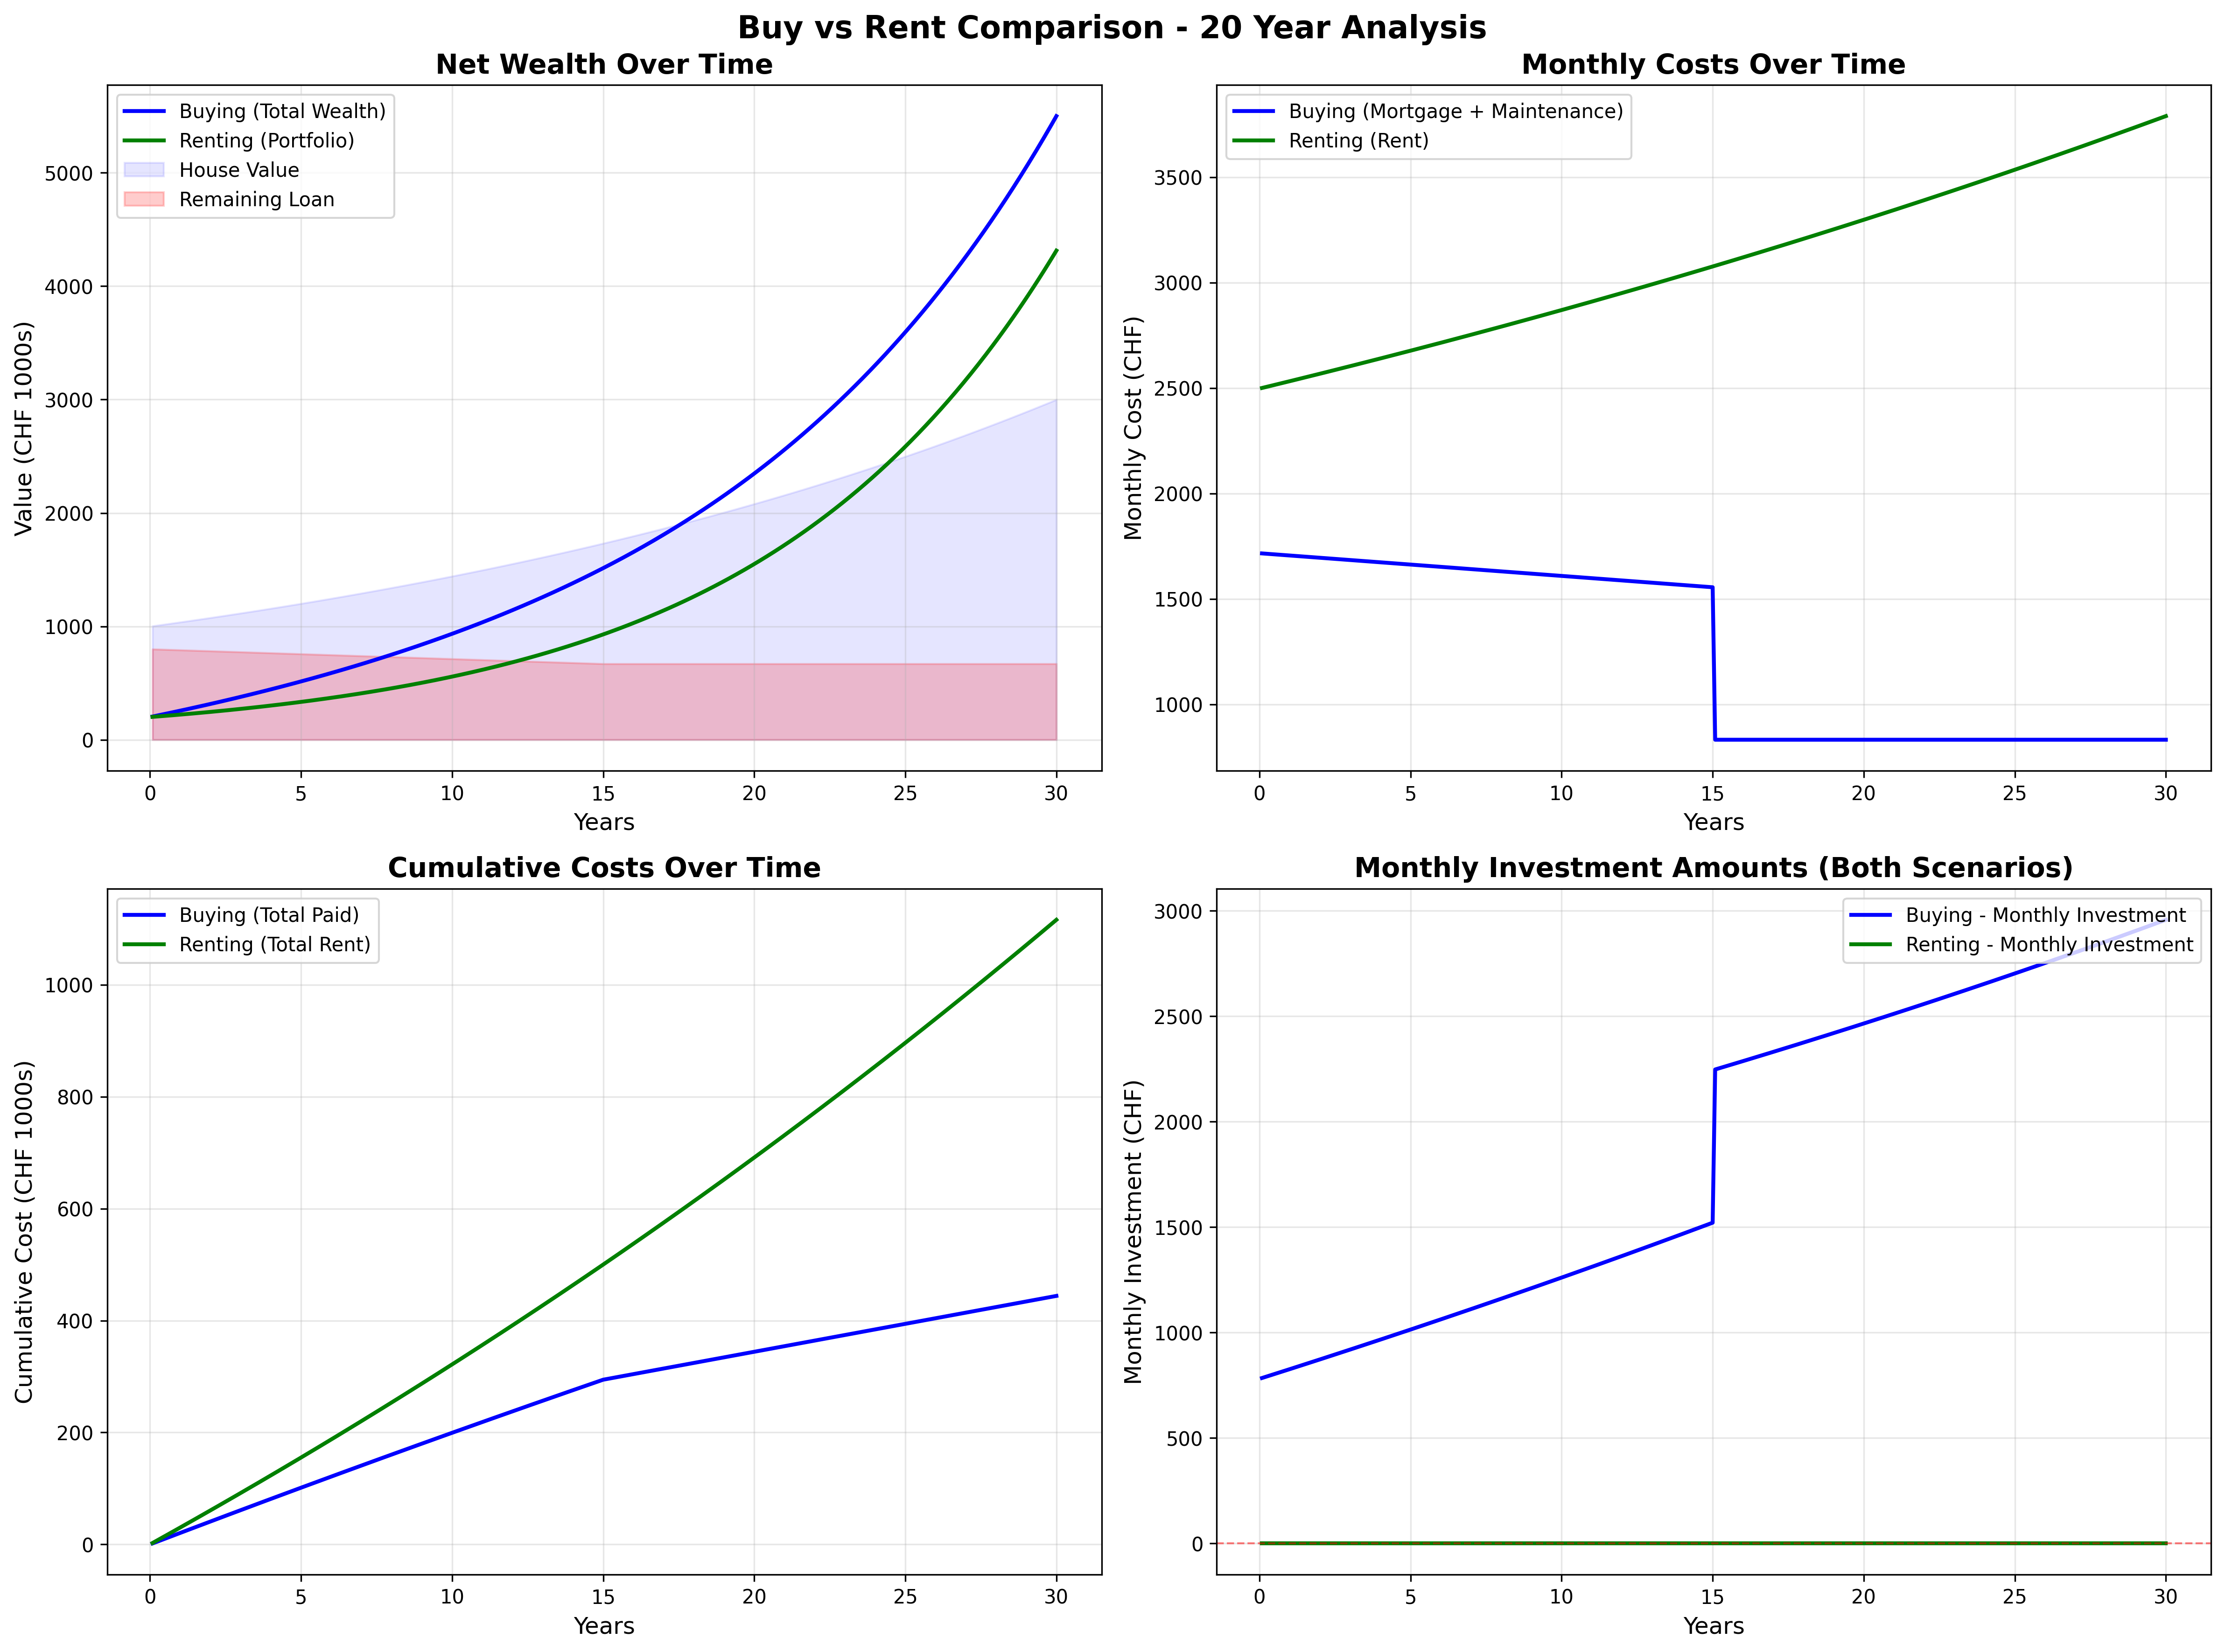 Buy vs Rent Comparison - 20 Year Analysis
Net Wealth Over Time
Buying (Total Wealth)
Renting (Portfolio)
House Value
Remaining Loan
Value (CHF 1000s)
5000
4000
3000
2000
1000
0
0 5 10 15 20 25 30
Years
Monthly Costs Over Time
Buying (Mortgage + Maintenance)
Renting (Rent)
Monthly Cost (CHF)
3500
3000
2500
2000
1500
1000
0 5 10 15 20 25 30
Years
Cumulative Costs Over Time
Buying (Total Paid)
Renting (Total Rent)
Cumulative Cost (CHF 1000s)
1000
800
600
400
200
0
0 5 10 15 20 25 30
Years
Monthly Investment Amounts (Both Scenarios)
Buying - Monthly Investment
Renting - Monthly Investment
Monthly Investment (CHF)
3000
2500
2000
1500
1000
500
0
0 5 10 15 20 25 30
Years